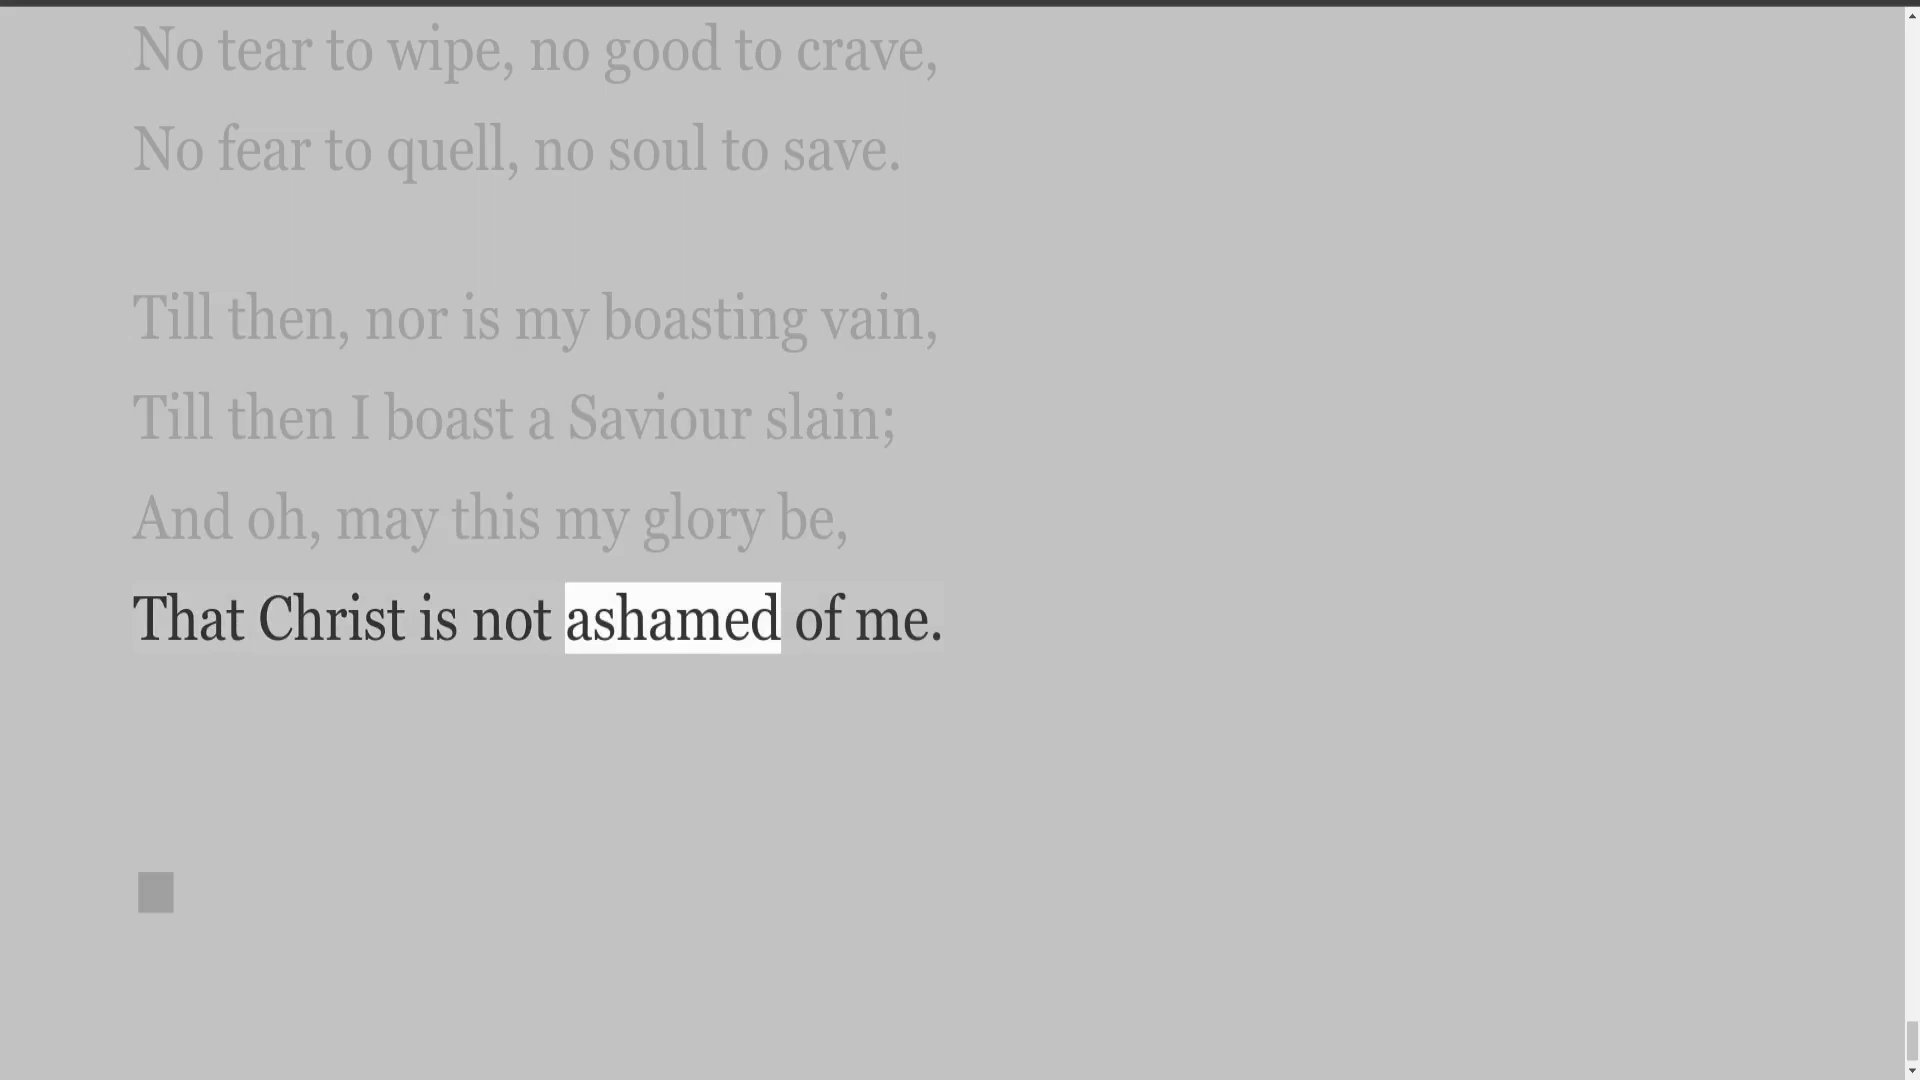 No tear to wipe, no good to crave,
No fear to quell, no soul to save.
Till then, nor is my boasting vain,
Till then I boast a Saviour slain;
And oh, may this my glory be,
That Christ is not ashamed of me.